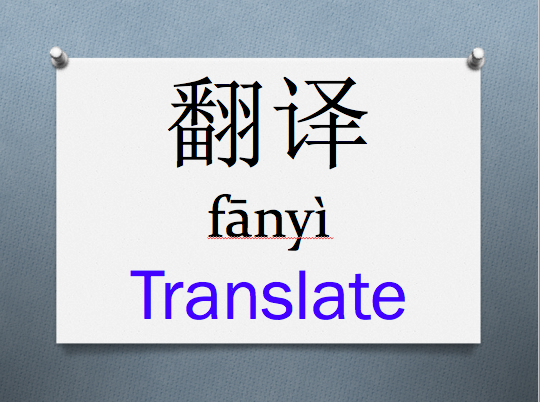 翻译
fānyì
Translate